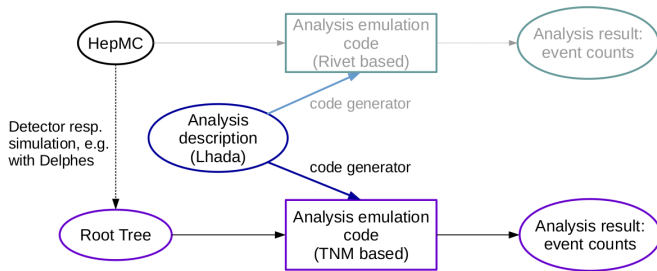 HepMC
Analysis emulation
code
(Rivet based)
Analysis result:
event counts
code generator
Analysis
description
(Lhada)
Detector resp.
simulation, e.g.
with Delphes
code generator
Root Tree
Analysis emulation
code
(TNM based)
Analysis result:
event counts